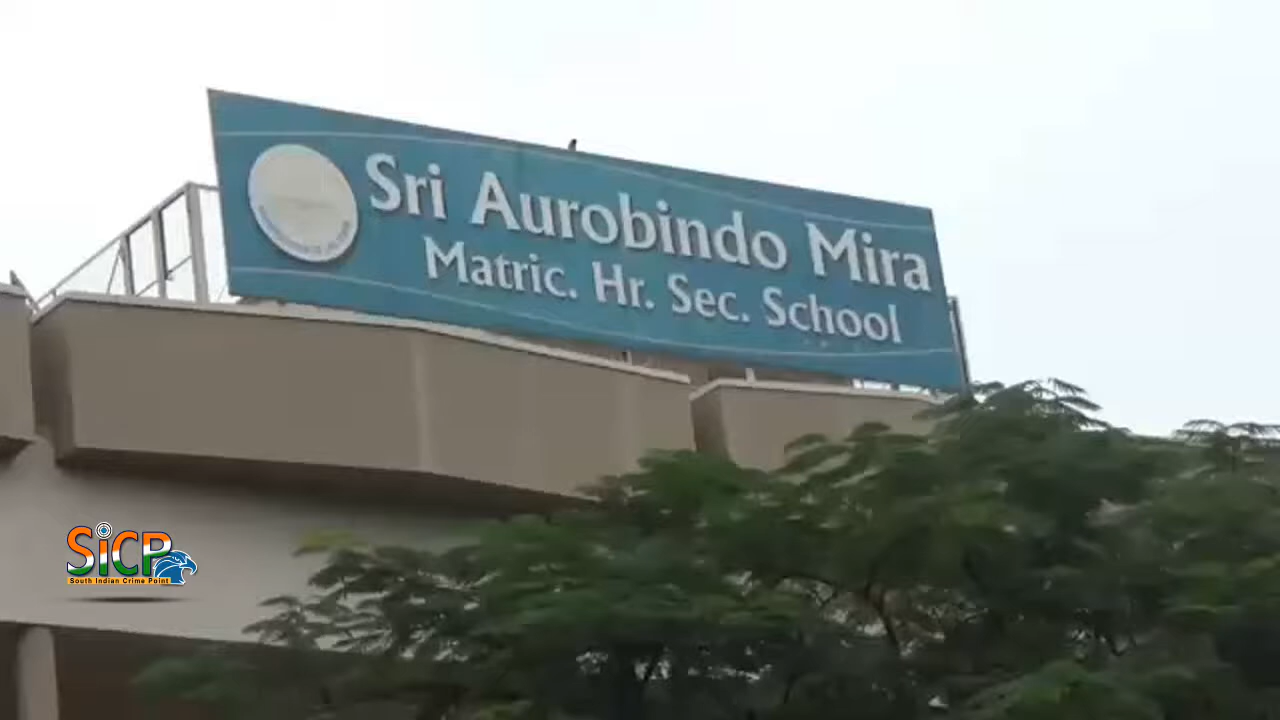 Sri Aurobindo Mira
Matric. Hr. Sec. School
SiCP
South Indian Crime Point